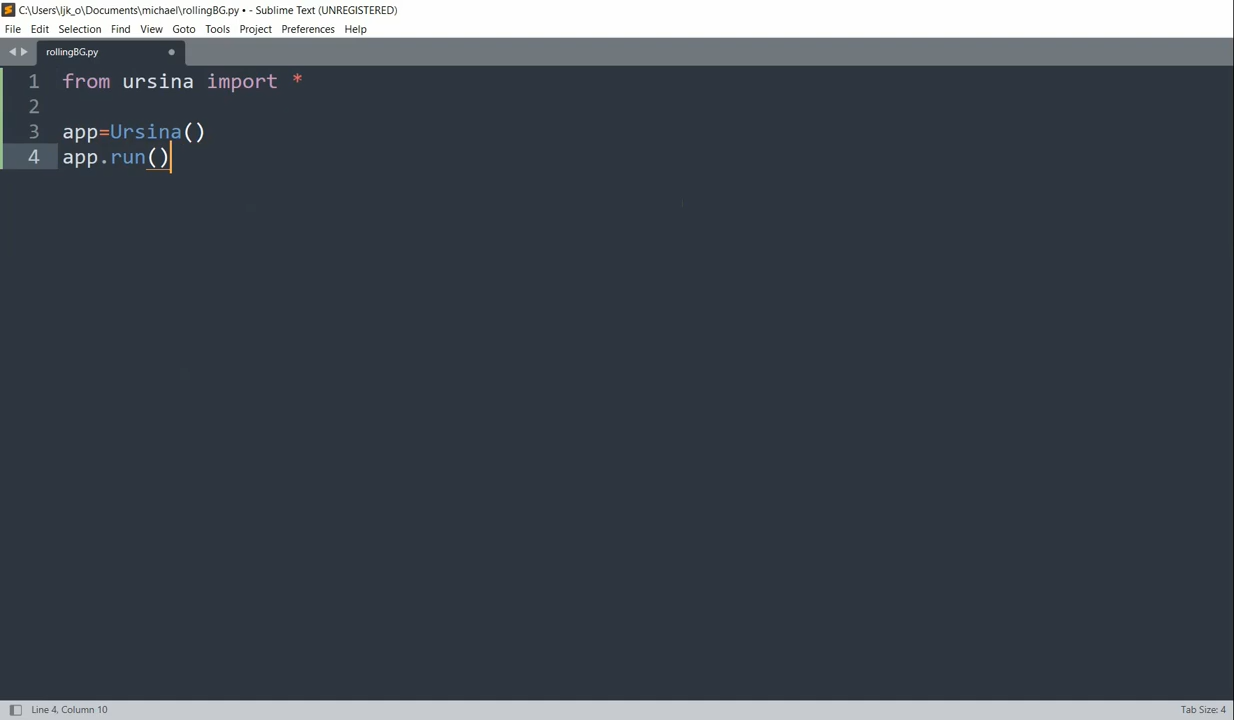 C:\Users\ljk_o\Documents\michael\rollingBG.py • - Sublime Text (UNREGISTERED)
File Edit Selection Find View Goto Tools Project Preferences Help
rollingBG.py
1 from ursina import *
2
3 app=Ursina()
4 app.run()
Line 4, Column 10
Tab Size: 4